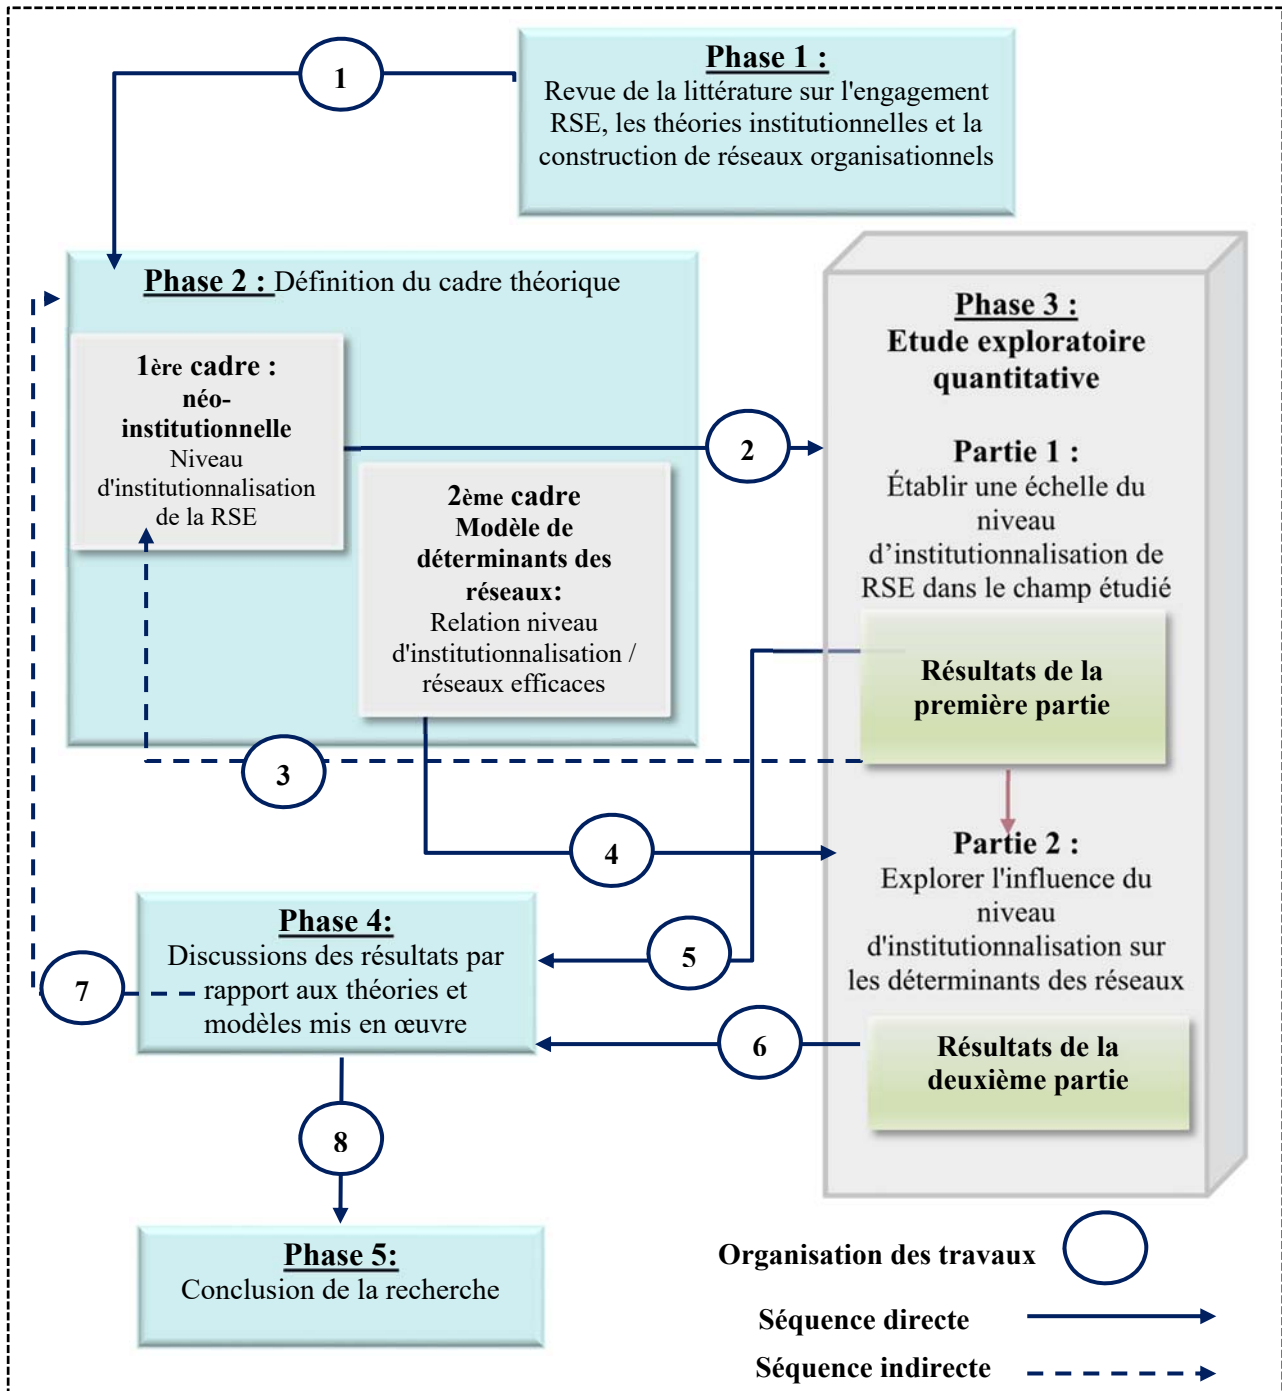 1
Phase 1 :
Revue de la littérature sur l'engagement
RSE, les théories institutionnelles et la
construction de réseaux organisationnels
Phase 2 : Définition du cadre théorique
1ère cadre :
néo-
institutionnelle
Niveau
d'institutionnalisation
de la RSE
2
2ème cadre
Modèle de
déterminants des
réseaux:
Relation niveau
d'institutionnalisation /
réseaux efficaces
3
4
Phase 3 :
Etude exploratoire
quantitative
Partie 1 :
Établir une échelle du
niveau
d’institutionnalisation de
RSE dans le champ étudié
Résultats de la
première partie
Partie 2 :
Explorer l'influence du
niveau
d'institutionnalisation sur
les déterminants des réseaux
Résultats de la
deuxième partie
5
6
Phase 4:
Discussions des résultats par
rapport aux théories et
modèles mis en œuvre
7
8
Phase 5:
Conclusion de la recherche
Organisation des travaux
Séquence directe
Séquence indirecte